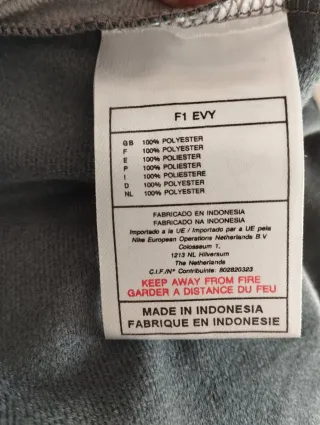 F1 EVY
GB 100% POLYESTER
F 100% POLYESTER
E 100% POLIESTER
P 100% POLIESTER
I 100% POLIESTERE
D 100% POLYESTER
NL 100% POLYESTER
FABRICADO EN INDONESIA
FABRICADO NA INDONESIA
Importado a la UE / Importado par a UE pela
Nike European Operations Netherlands B.V
Colosseum 1,
1213 NL Hilversum
The Netherlands
C.I.F./Nº Contribuinte: 802820323
KEEP AWAY FROM FIRE
GARDER A DISTANCE DU FEU
MADE IN INDONESIA
FABRIQUE EN INDONESIE